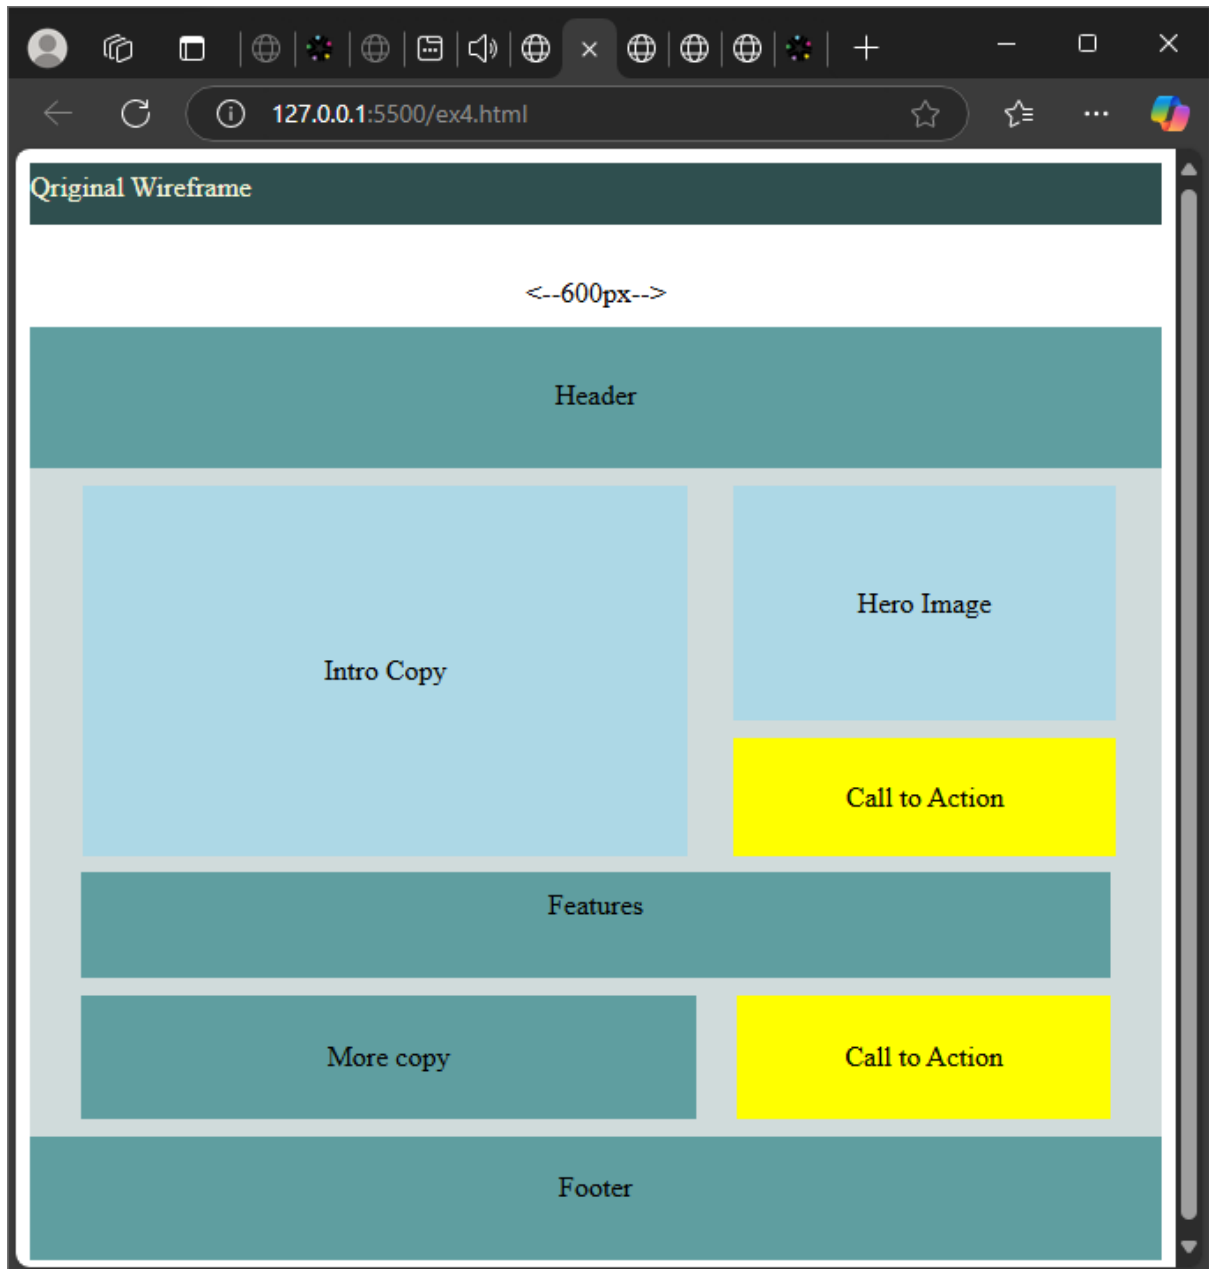 127.0.0.1:5500/ex4.html
Qriginal Wireframe
<--600px-->
Header
Intro Copy
Hero Image
Call to Action
Features
More copy
Call to Action
Footer